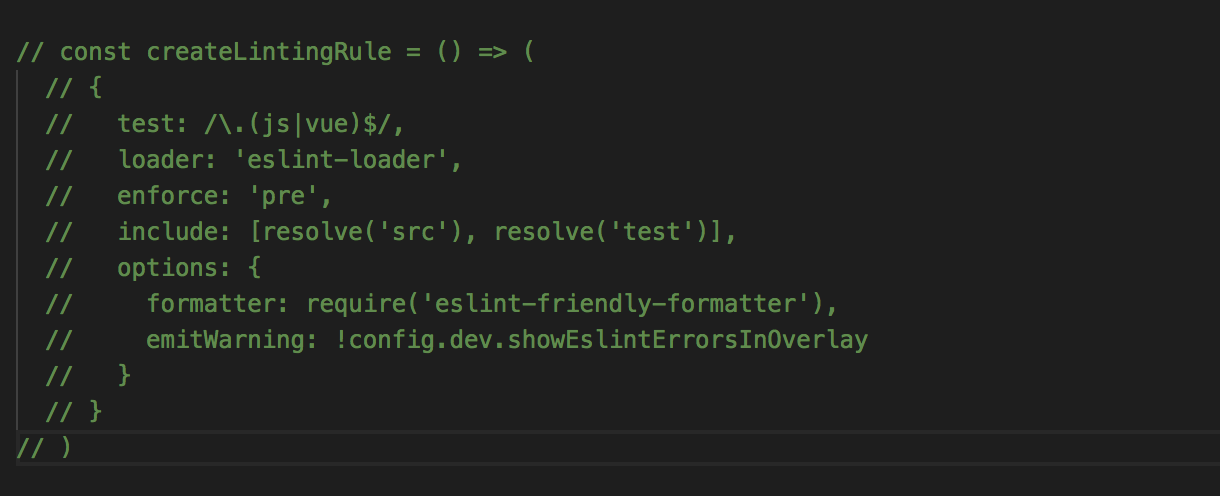 // const createLintingRule = () => (
  // {
  //   test: /\.(js|vue)$/,
  //   loader: 'eslint-loader',
  //   enforce: 'pre',
  //   include: [resolve('src'), resolve('test')],
  //   options: {
  //     formatter: require('eslint-friendly-formatter'),
  //     emitWarning: !config.dev.showEslintErrorsInOverlay
  //   }
  // }
// )